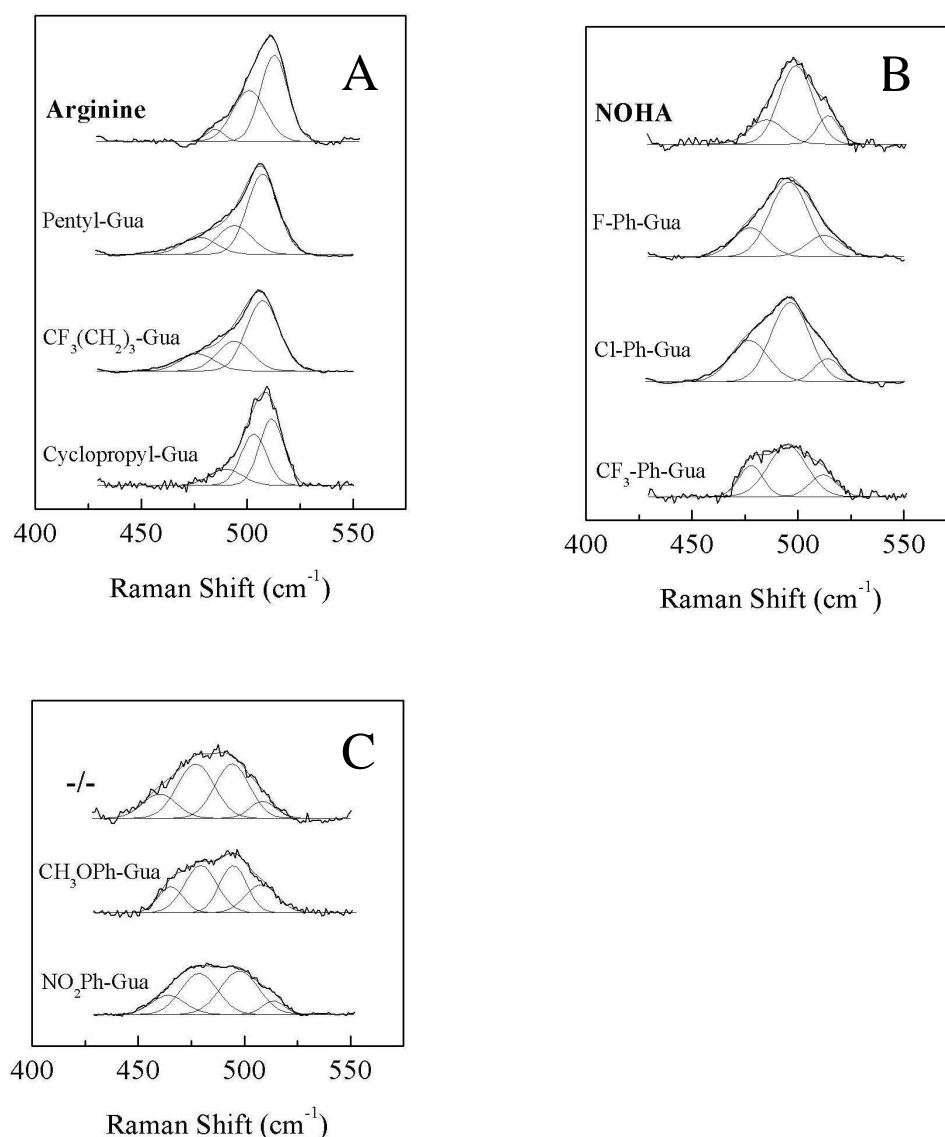 A
Arginine
Pentyl-Gua
CF₃(CH₂)₃-Gua
Cyclopropyl-Gua
400 450 500 550
Raman Shift (cm⁻¹)
B
NOHA
F-Ph-Gua
Cl-Ph-Gua
CF₃-Ph-Gua
400 450 500 550
Raman Shift (cm⁻¹)
C
-/-
CH₃OPh-Gua
NO₂Ph-Gua
400 450 500 550
Raman Shift (cm⁻¹)